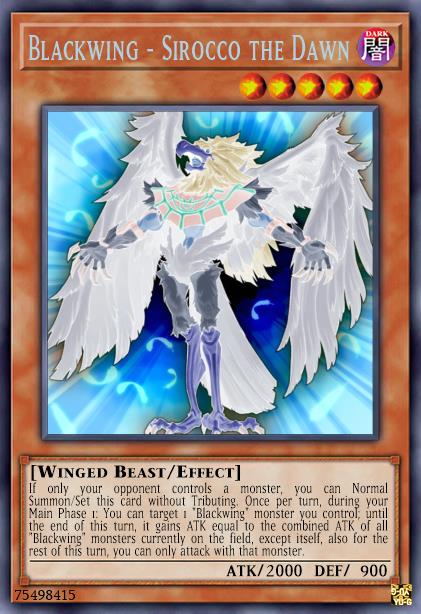 BLACKWING - SIROCCO THE DAWN
DARK
闇
[WINGED BEAST/EFFECT]
If only your opponent controls a monster, you can Normal
Summon/Set this card without Tributing. Once per turn, during your
Main Phase 1: You can target 1 "Blackwing" monster you control; until
the end of this turn, it gains ATK equal to the combined ATK of all
"Blackwing" monsters currently on the field, except itself, also for the
rest of this turn, you can only attack with that monster.
ATK/2000 DEF/ 900
75498415